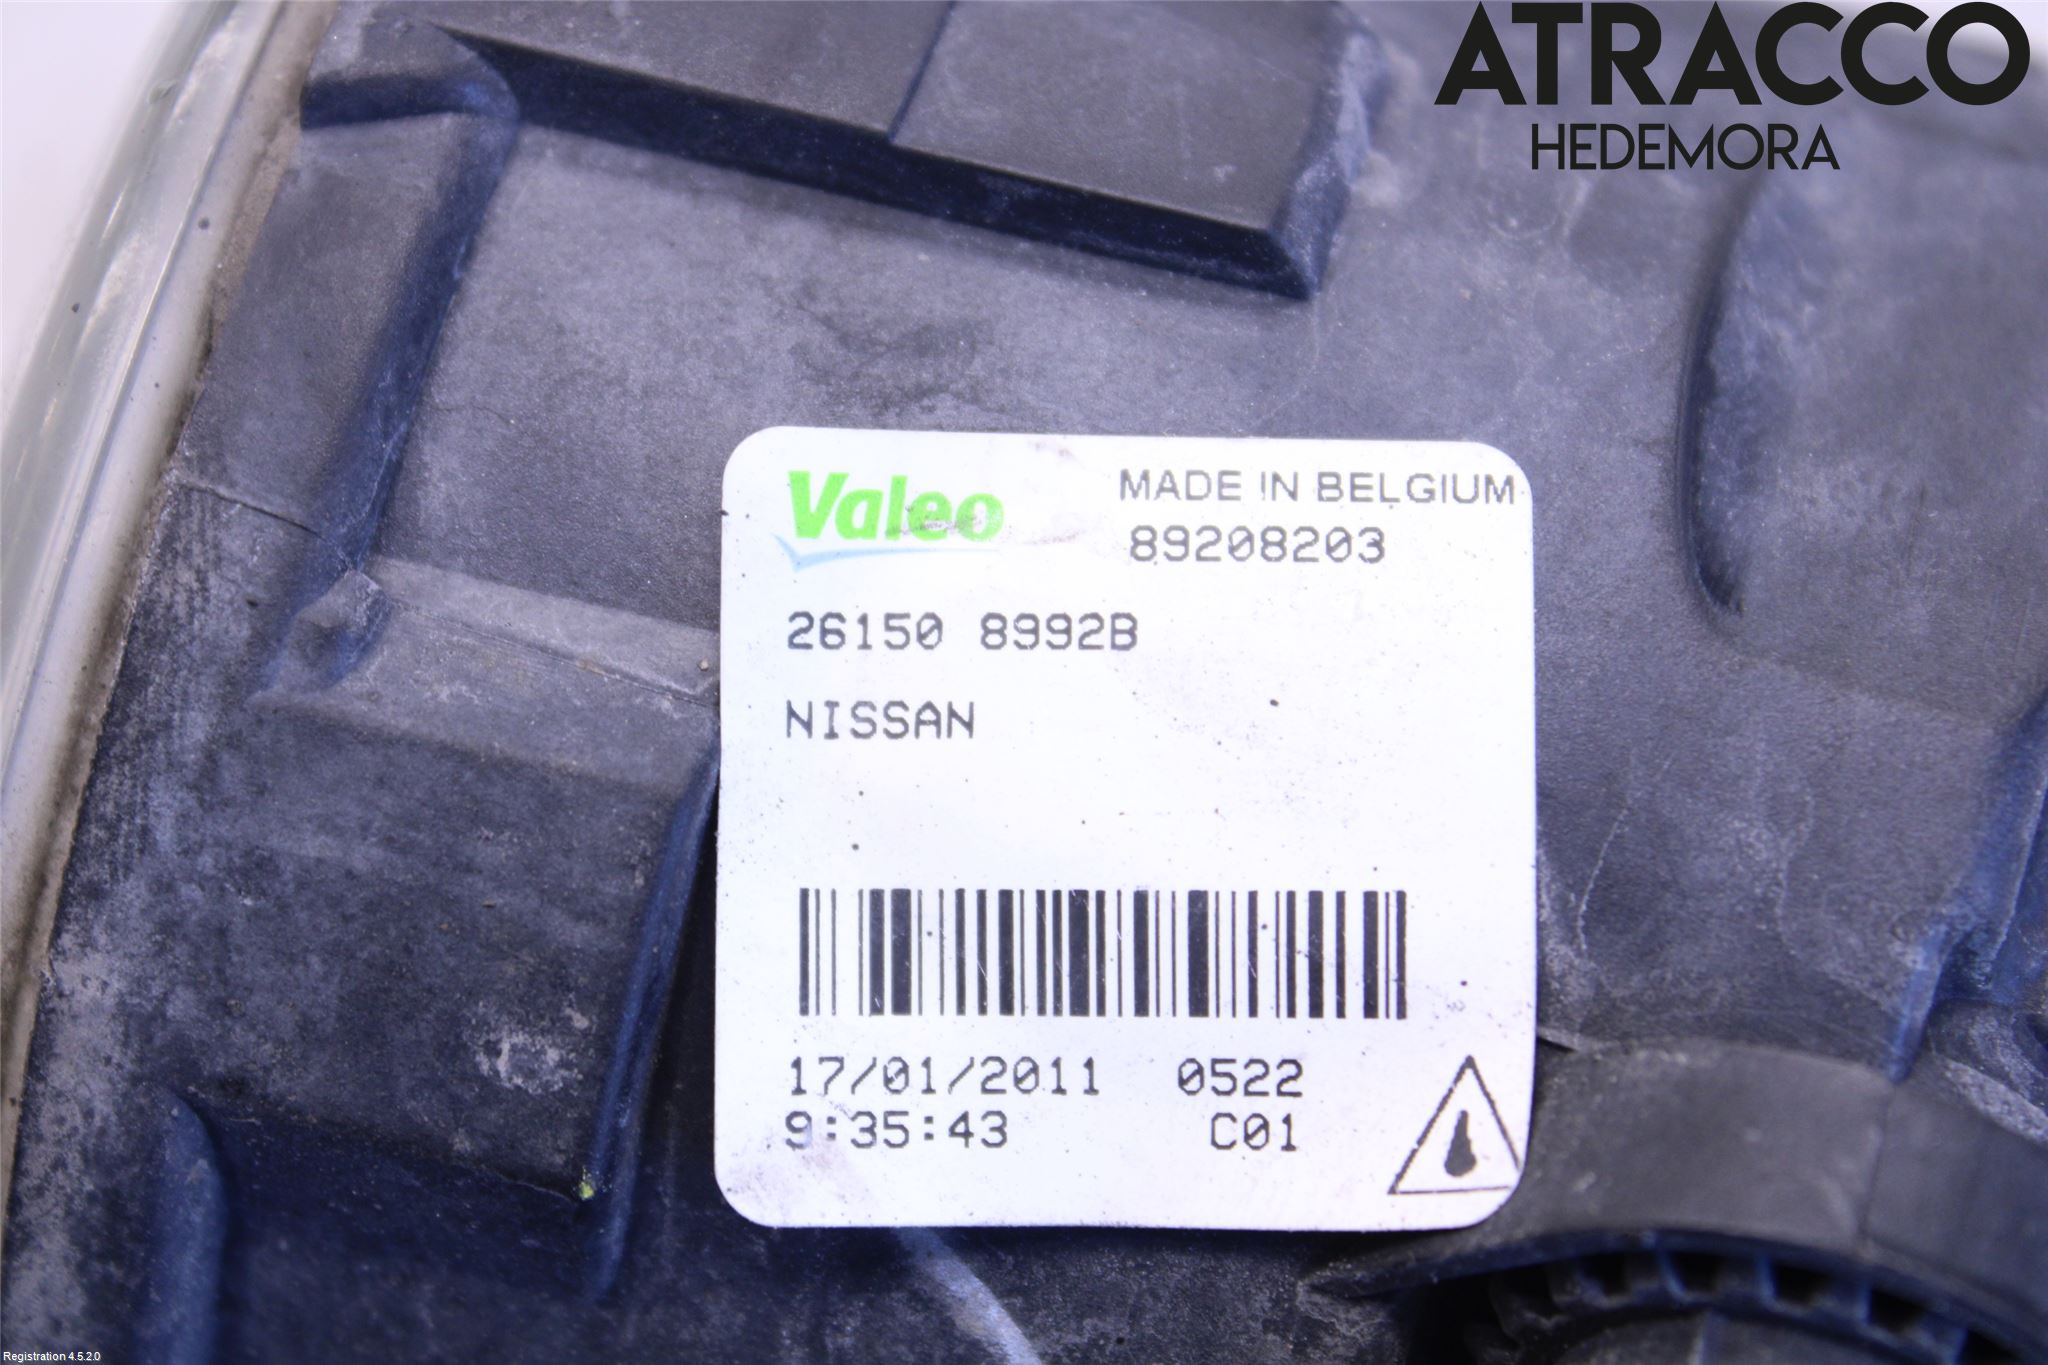 ATRACCO
HEDEMORA
Valeo
MADE IN BELGIUM
89208203
26150 8992B
NISSAN
17/01/2011 0522
9:35:43 C01
Registration 4.5.2.0